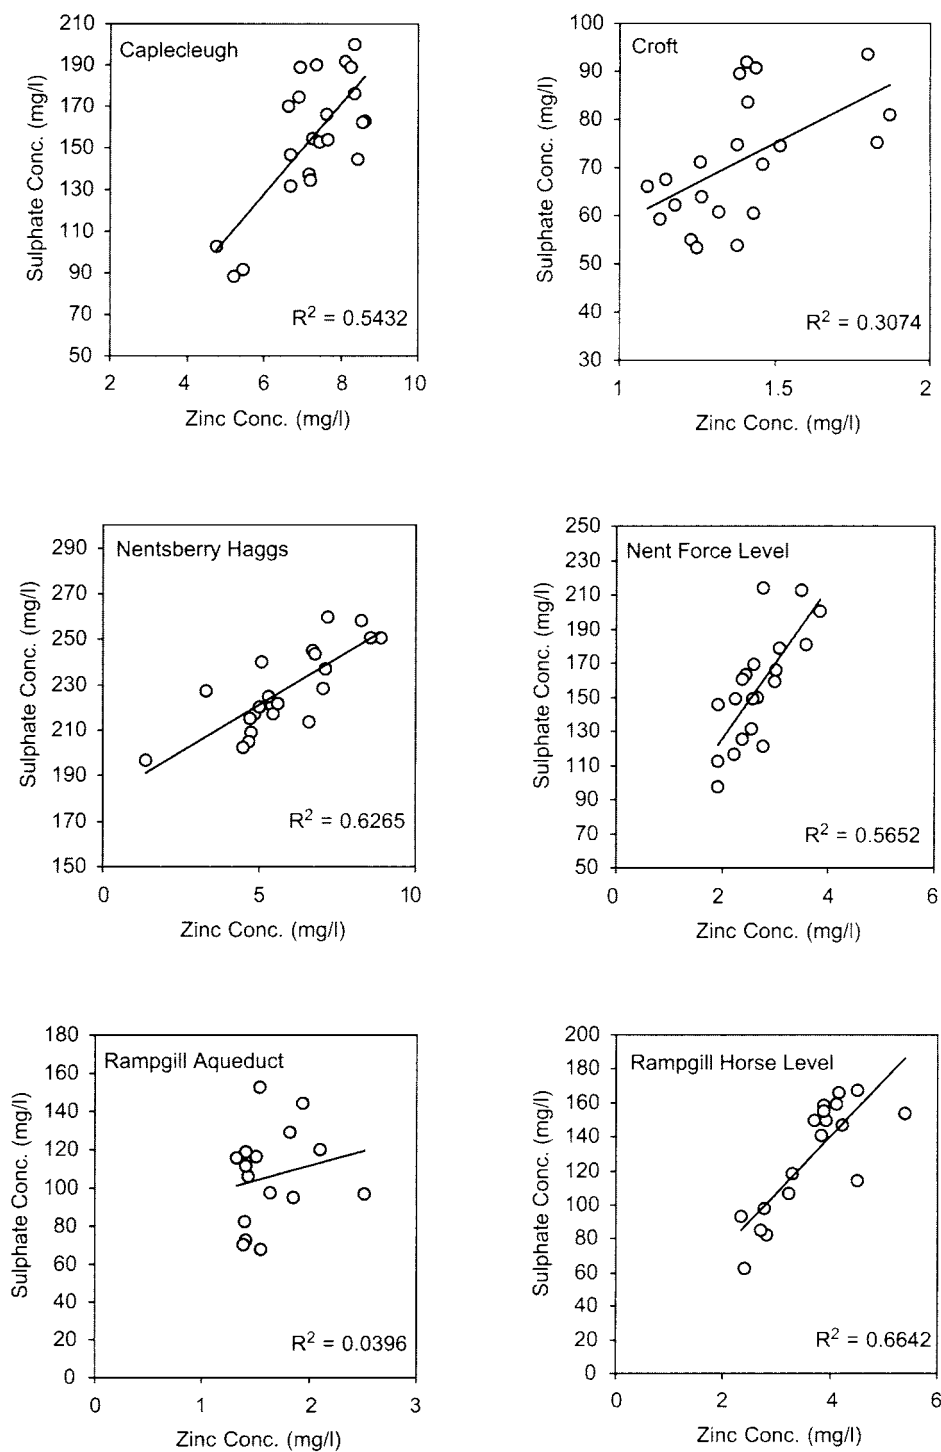 210
190
170
150
130
110
90
70
50
Sulphate Conc. (mg/l)
Caplecleugh
R² = 0.5432
2 4 6 8 10
Zinc Conc. (mg/l)
100
90
80
70
60
50
40
30
Sulphate Conc. (mg/l)
Croft
R² = 0.3074
1 1.5 2
Zinc Conc. (mg/l)
290
270
250
230
210
190
170
150
Sulphate Conc. (mg/l)
Nentsberry Haggs
R² = 0.6265
0 5 10
Zinc Conc. (mg/l)
250
230
210
190
170
150
130
110
90
70
50
Sulphate Conc. (mg/l)
Nent Force Level
R² = 0.5652
0 2 4 6
Zinc Conc. (mg/l)
180
160
140
120
100
80
60
40
20
0
Sulphate Conc. (mg/l)
Rampgill Aqueduct
R² = 0.0396
0 1 2 3
Zinc Conc. (mg/l)
200
180
160
140
120
100
80
60
40
20
0
Sulphate Conc. (mg/l)
Rampgill Horse Level
R² = 0.6642
0 2 4 6
Zinc Conc. (mg/l)